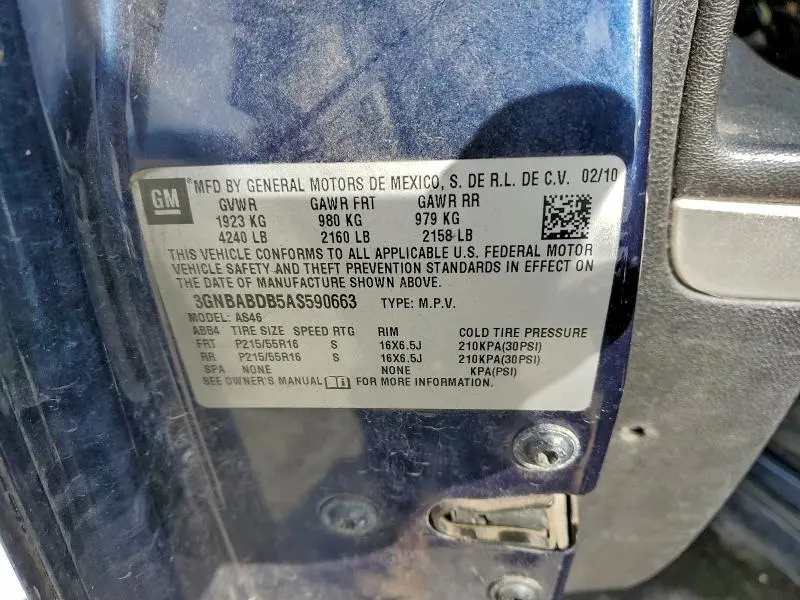 GM ® MFD BY GENERAL MOTORS DE MEXICO, S. DE R.L. DE C.V. 02/10
GVWR GAWR FRT GAWR RR
1923 KG 980 KG 979 KG
4240 LB 2160 LB 2158 LB
THIS VEHICLE CONFORMS TO ALL APPLICABLE U.S. FEDERAL MOTOR
VEHICLE SAFETY AND THEFT PREVENTION STANDARDS IN EFFECT ON
THE DATE OF MANUFACTURE SHOWN ABOVE.
3GNBABDB5AS590663 TYPE: M.P.V.
MODEL: AS46
ABB4 TIRE SIZE SPEED RTG RIM COLD TIRE PRESSURE
FRT P215/55R16 S 16X6.5J 210KPA(30PSI)
RR P215/55R16 S 16X6.5J 210KPA(30PSI)
SPA NONE NONE KPA(PSI)
SEE OWNER'S MANUAL FOR MORE INFORMATION.